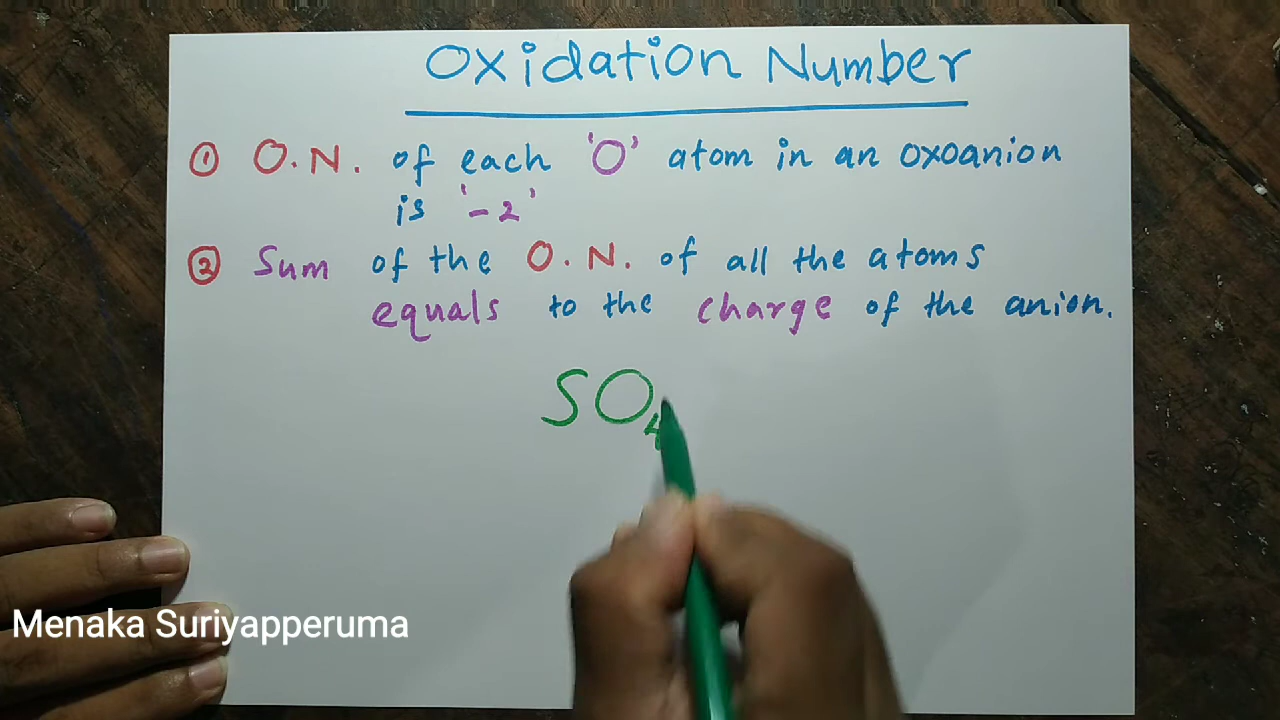 Oxidation Number
① O.N. of each 'O' atom in an oxoanion
is '-2'
② Sum of the O.N. of all the atoms
equals to the charge of the anion.
SO₄
Menaka Suriyapperuma